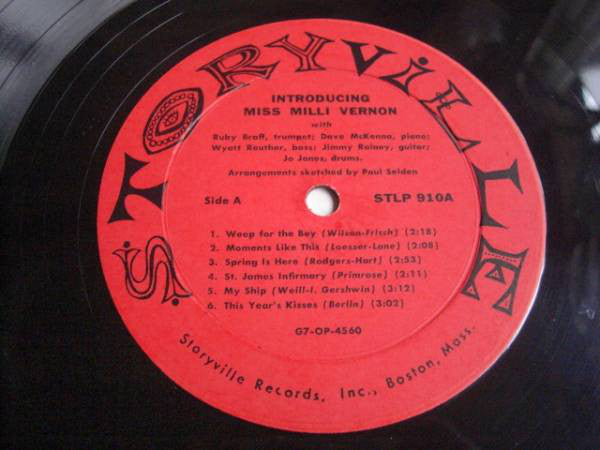 STORYVILLE
INTRODUCING
MISS MILLI VERNON
with
Ruby Braff, trumpet; Dave McKenna, piano;
Wyatt Reuther, bass; Jimmy Raney, guitar;
Jo Jones, drums.
Arrangements sketched by Paul Selden
Side A STLP 910A
1. Weep for the Boy (Wilson-Frisch) (2:18)
2. Moments Like This (Loesser-Lane) (2:08)
3. Spring Is Here (Rodgers-Hart) (2:53)
4. St. James Infirmary (Primrose) (2:11)
5. My Ship (Weill-I. Gershwin) (3:12)
6. This Year's Kisses (Berlin) (3:02)
G7-OP-4560
Storyville Records, Inc., Boston, Mass.